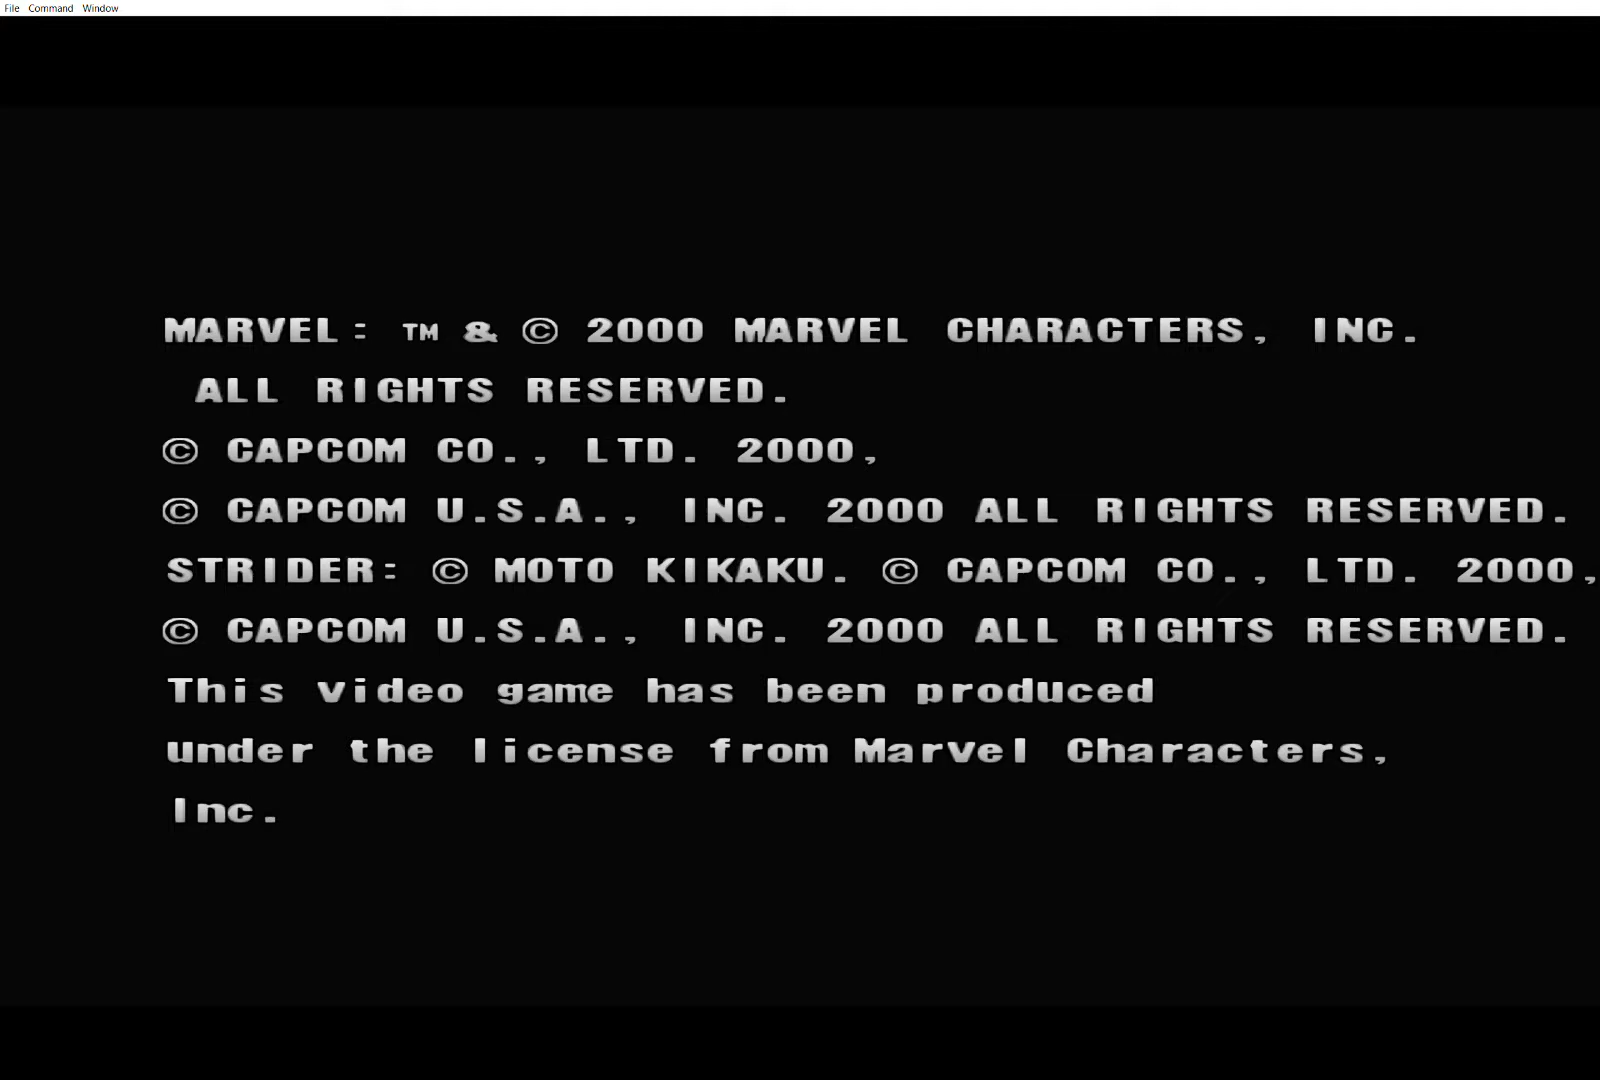 File Command Window
MARVEL: ™ & © 2000 MARVEL CHARACTERS, INC.
ALL RIGHTS RESERVED.
© CAPCOM CO., LTD. 2000,
© CAPCOM U.S.A., INC. 2000 ALL RIGHTS RESERVED.
STRIDER: © MOTO KIKAKU. © CAPCOM CO., LTD. 2000,
© CAPCOM U.S.A., INC. 2000 ALL RIGHTS RESERVED.
This video game has been produced
under the license from Marvel Characters,
Inc.